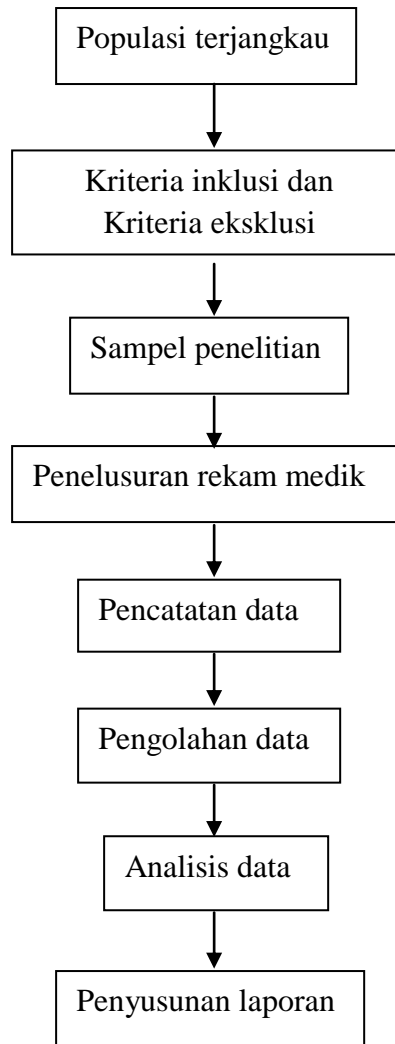 Populasi terjangkau
Kriteria inklusi dan
Kriteria eksklusi
Sampel penelitian
Penelusuran rekam medik
Pencatatan data
Pengolahan data
Analisis data
Penyusunan laporan